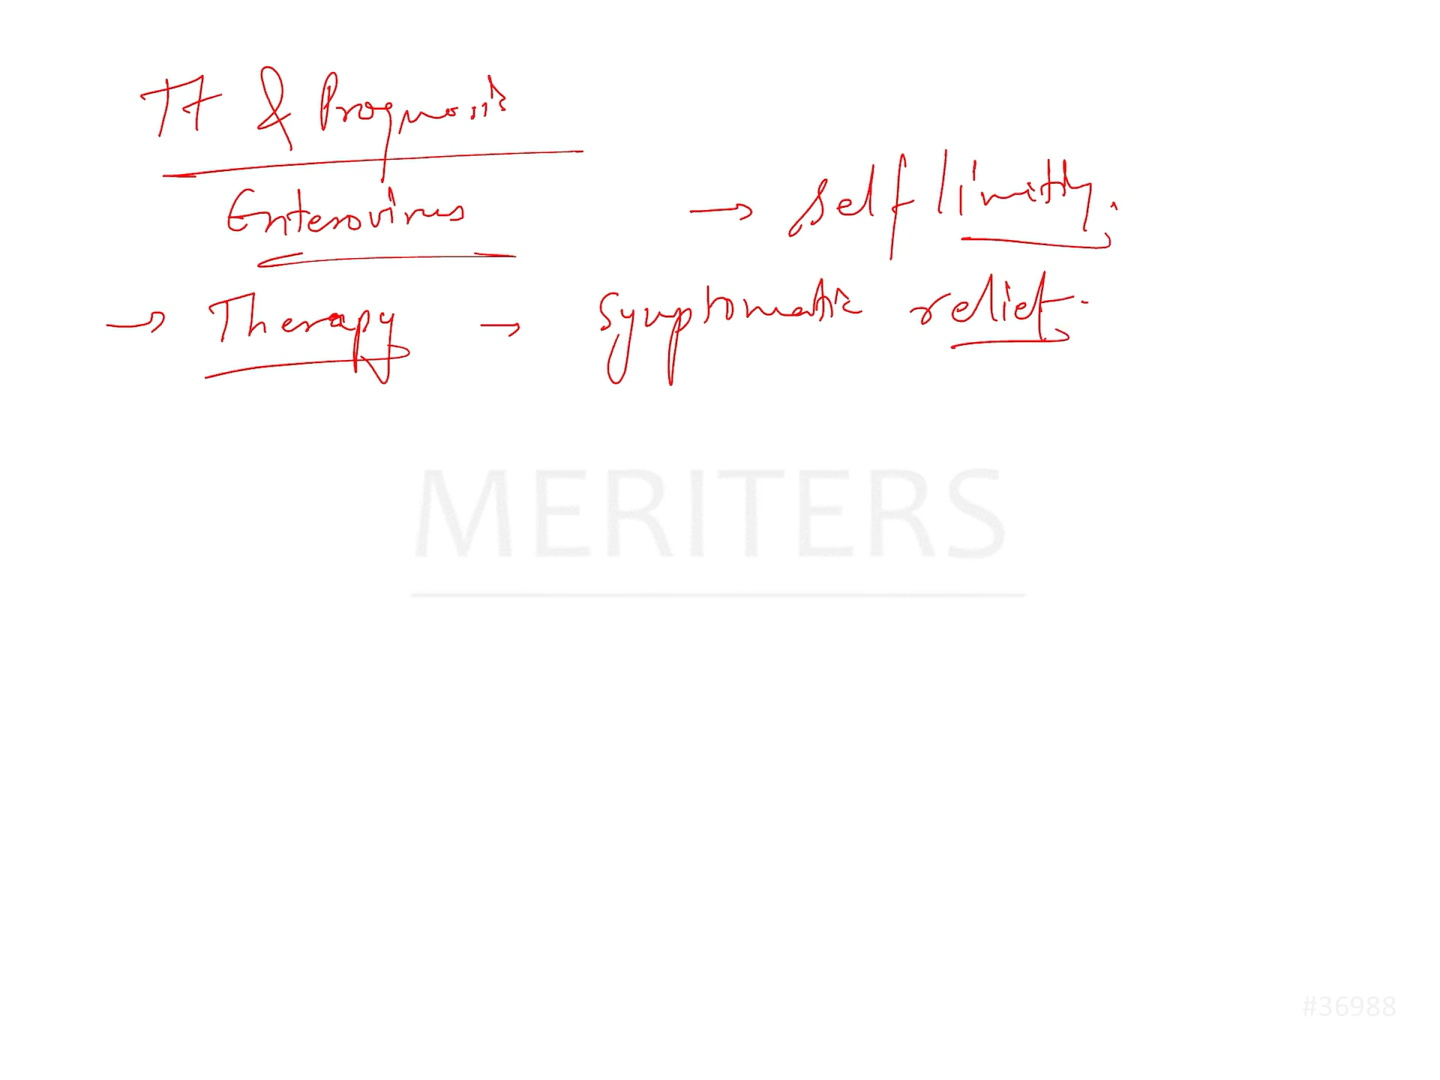 TT & Prognosis
Enterovirus → self limiting.
→ Therapy → Symptomatic relief.
MERITERS
#36988